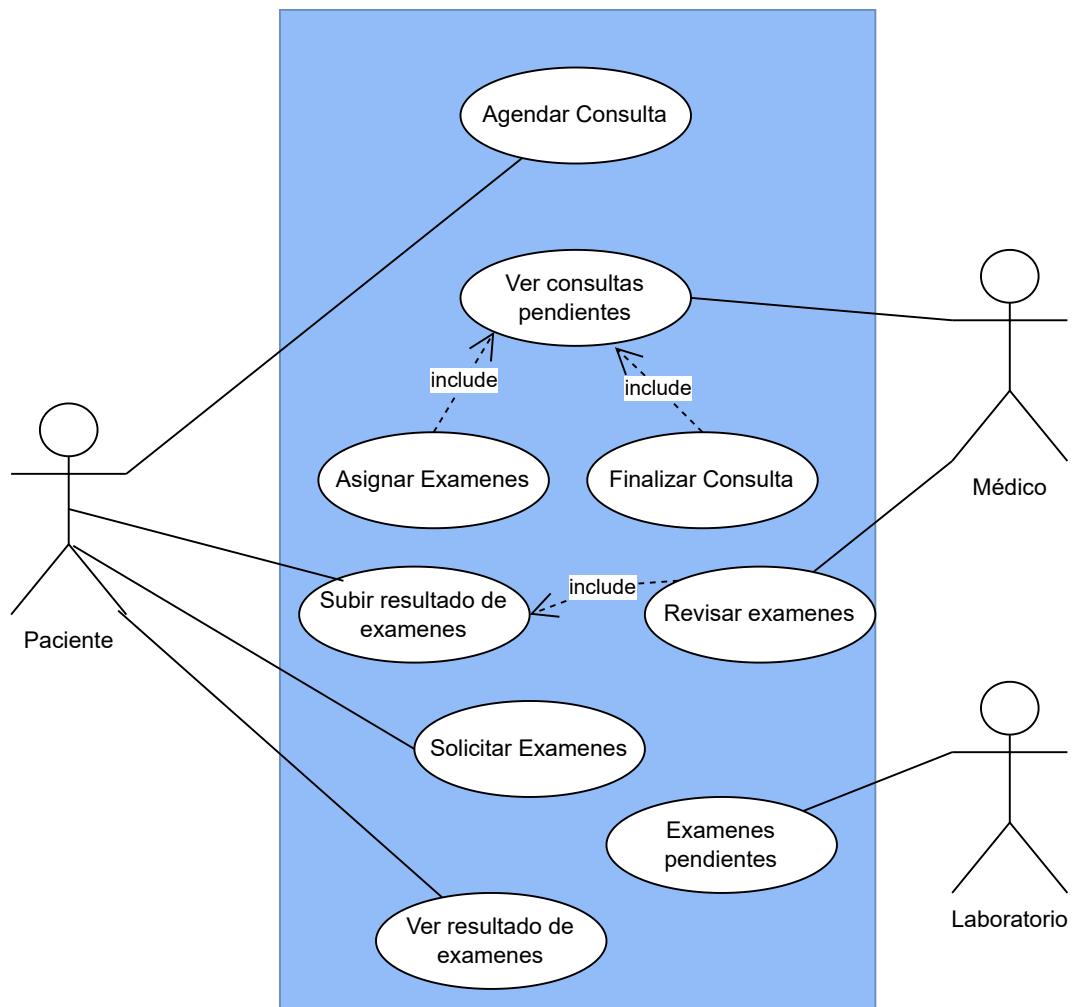 Agendar Consulta
Ver consultas
pendientes
include
include
Asignar Examenes
Finalizar Consulta
Médico
include
Subir resultado de
examenes
Revisar examenes
Paciente
Solicitar Examenes
Examenes
pendientes
Laboratorio
Ver resultado de
examenes